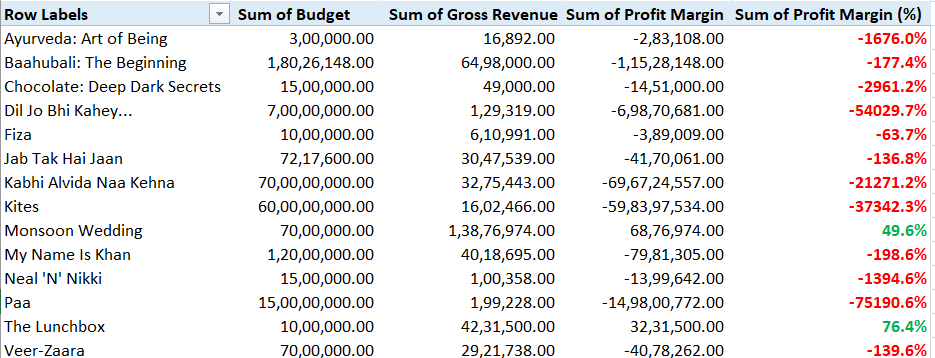 Row Labels Sum of Budget Sum of Gross Revenue Sum of Profit Margin Sum of Profit Margin (%)
Ayurveda: Art of Being 3,00,000.00 16,892.00 -2,83,108.00 -1676.0%
Baahubali: The Beginning 1,80,26,148.00 64,98,000.00 -1,15,28,148.00 -177.4%
Chocolate: Deep Dark Secrets 15,00,000.00 49,000.00 -14,51,000.00 -2961.2%
Dil Jo Bhi Kahey... 7,00,00,000.00 1,29,319.00 -6,98,70,681.00 -54029.7%
Fiza 10,00,000.00 6,10,991.00 -3,89,009.00 -63.7%
Jab Tak Hai Jaan 72,17,600.00 30,47,539.00 -41,70,061.00 -136.8%
Kabhi Alvida Naa Kehna 70,00,00,000.00 32,75,443.00 -69,67,24,557.00 -21271.2%
Kites 60,00,00,000.00 16,02,466.00 -59,83,97,534.00 -37342.3%
Monsoon Wedding 70,00,000.00 1,38,76,974.00 68,76,974.00 49.6%
My Name Is Khan 1,20,00,000.00 40,18,695.00 -79,81,305.00 -198.6%
Neal 'N' Nikki 15,00,000.00 1,00,358.00 -13,99,642.00 -1394.6%
Paa 15,00,00,000.00 1,99,228.00 -14,98,00,772.00 -75190.6%
The Lunchbox 10,00,000.00 42,31,500.00 32,31,500.00 76.4%
Veer-Zaara 70,00,000.00 29,21,738.00 -40,78,262.00 -139.6%